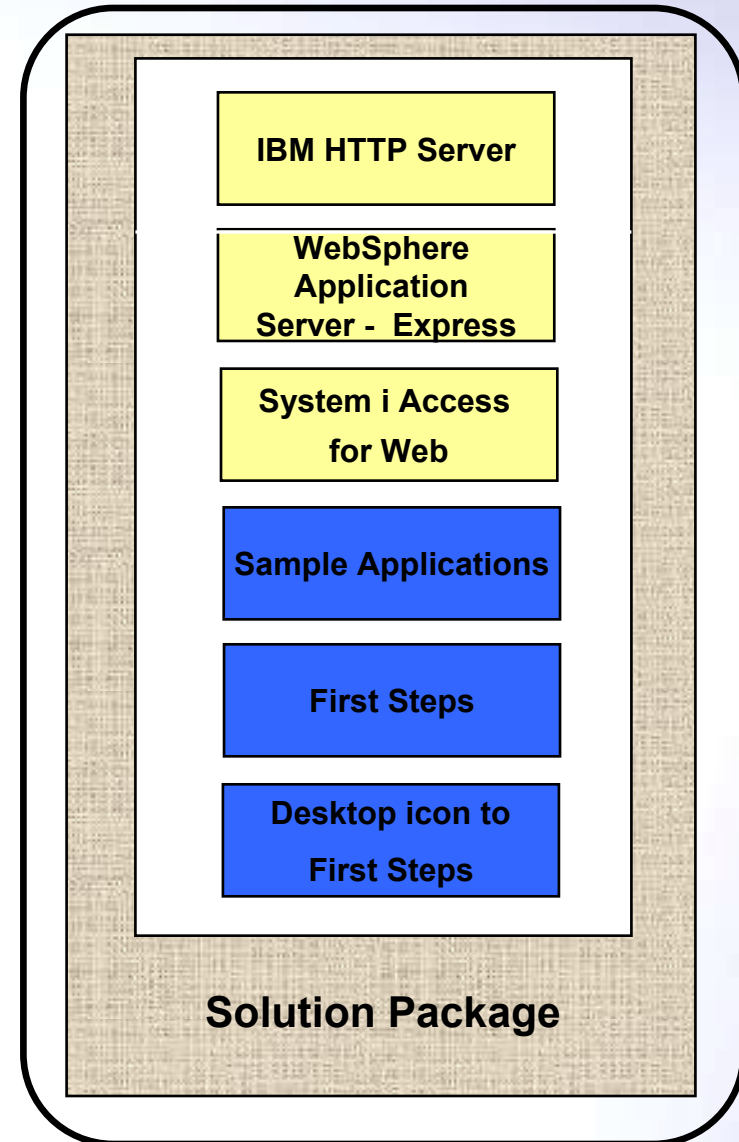 IBM HTTP Server
WebSphere
Application
Server - Express
System i Access
for Web
Sample Applications
First Steps
Desktop icon to
First Steps
Solution Package